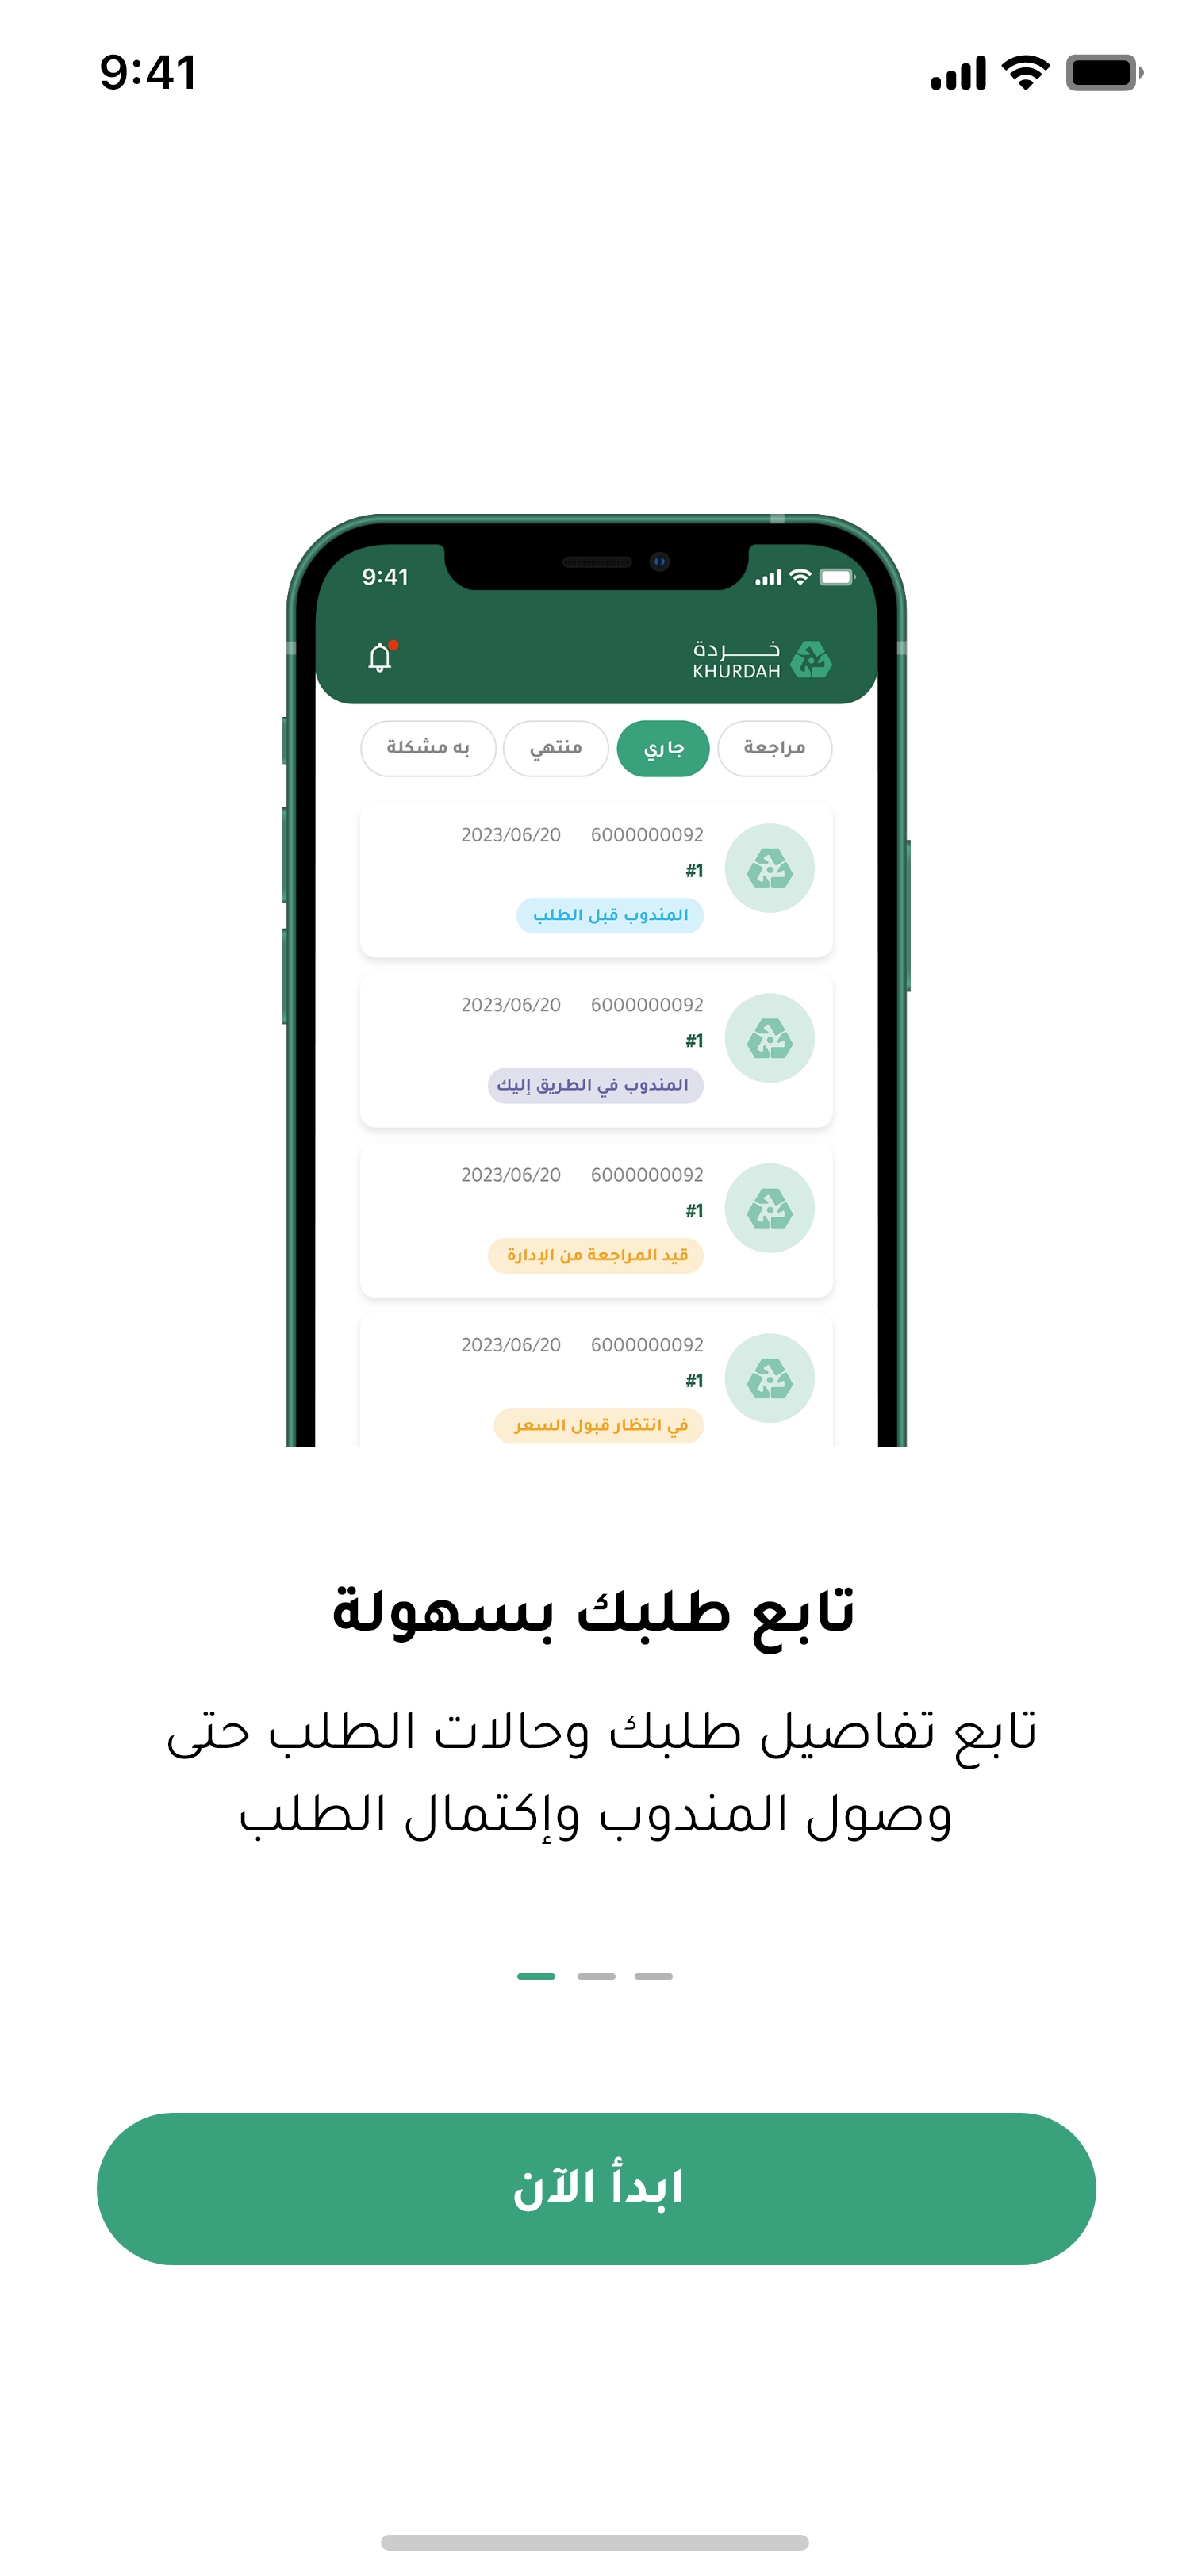 9:41
9:41
خردة
KHURDAH
مراجعة
جاري
منتهي
به مشكلة
6000000092 2023/06/20
#1
المندوب قبل الطلب
6000000092 2023/06/20
#1
المندوب في الطريق إليك
6000000092 2023/06/20
#1
قيد المراجعة من الإدارة
6000000092 2023/06/20
#1
في انتظار قبول السعر
تابع طلبك بسهولة
تابع تفاصيل طلبك وحالات الطلب حتى
وصول المندوب وإكتمال الطلب
ابدأ الآن